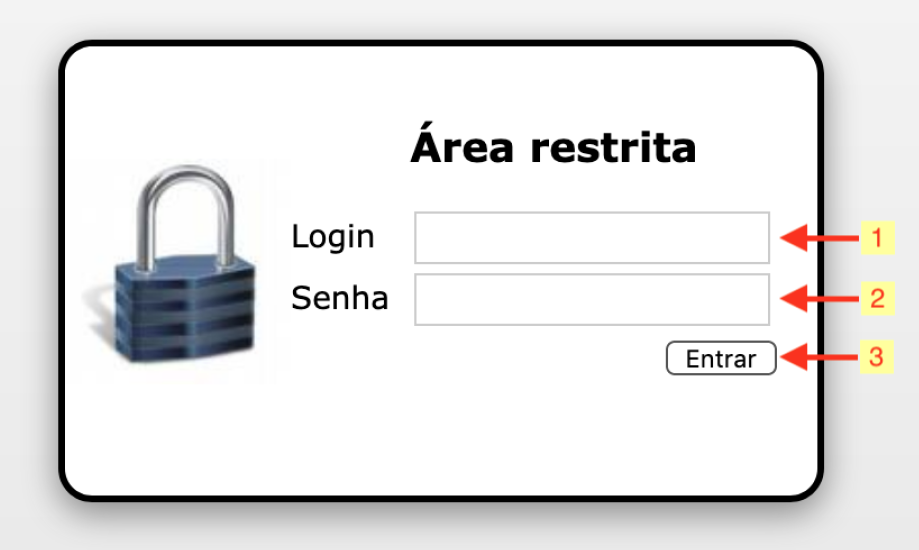 Área restrita
Login 1
Senha 2
Entrar 3